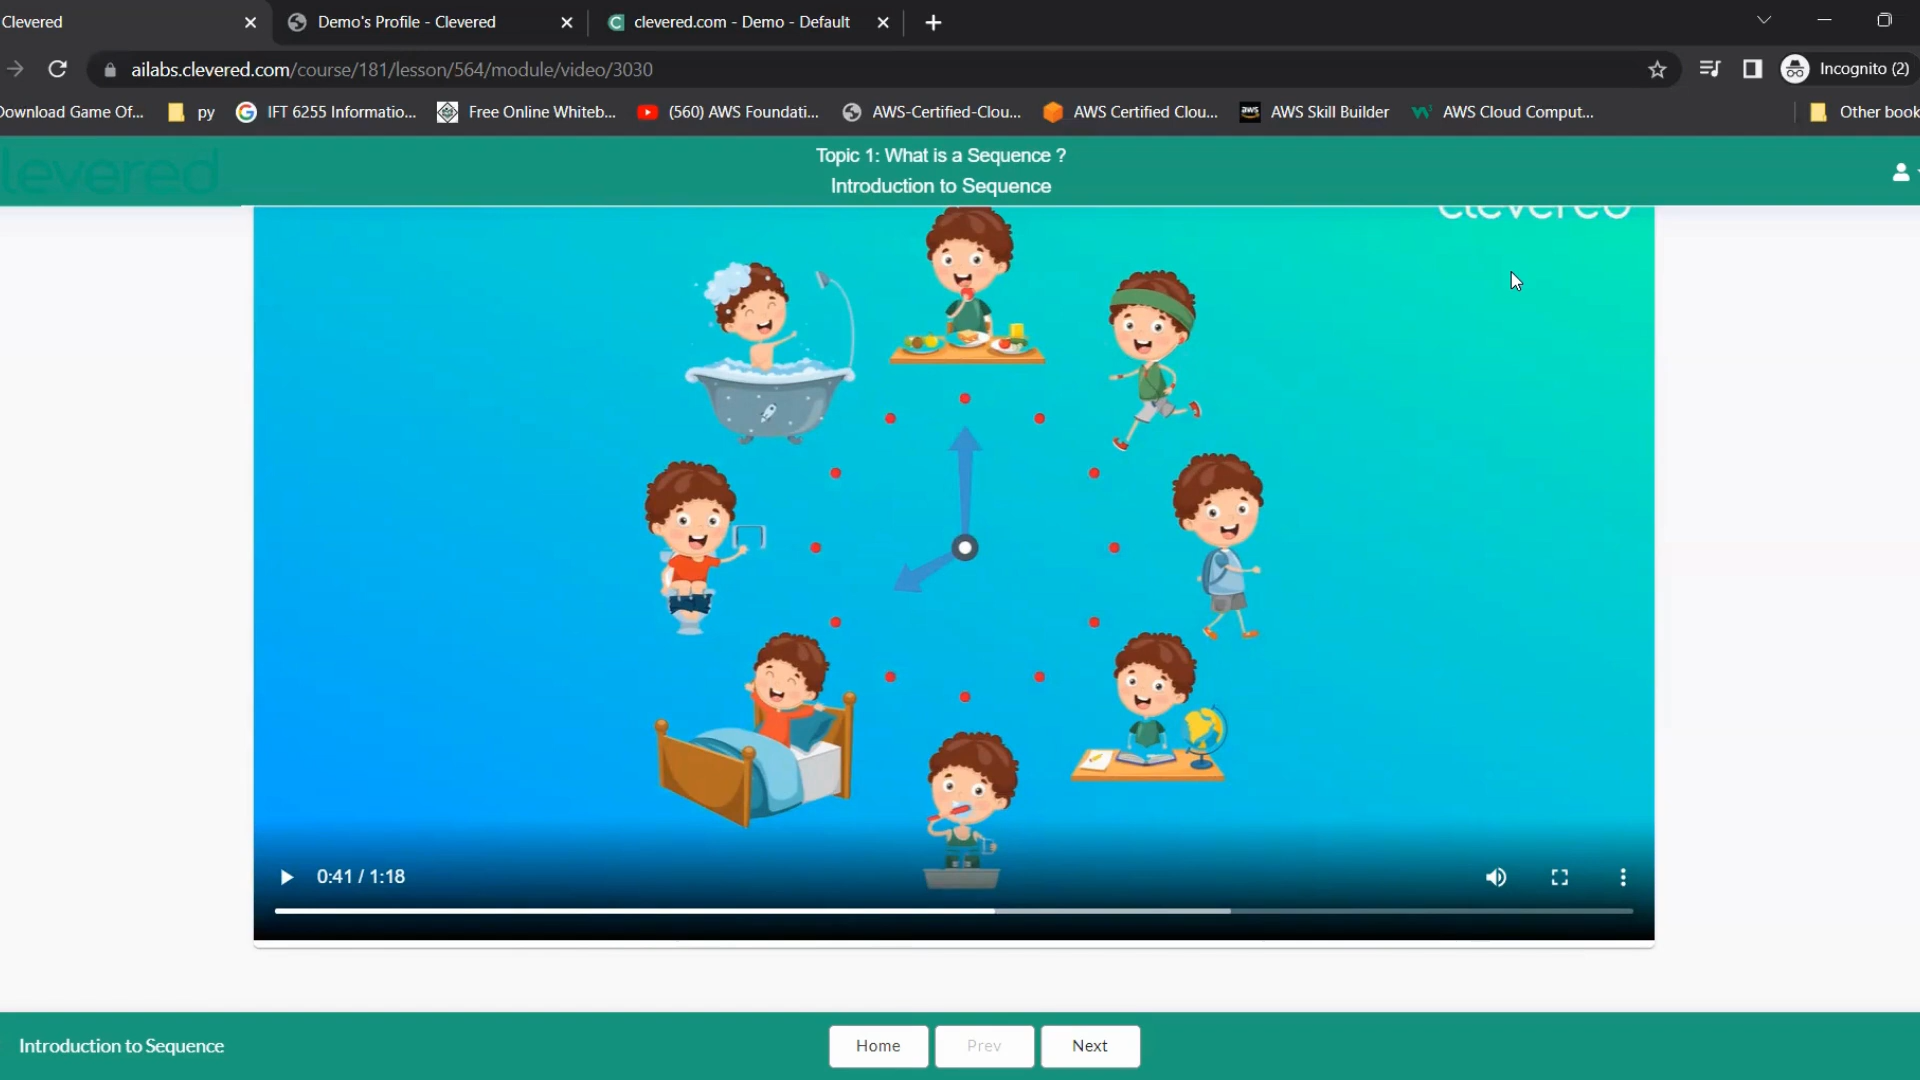 Clevered
Demo's Profile - Clevered
clevered.com - Demo - Default
ailabs.clevered.com/course/181/lesson/564/module/video/3030
Incognito (2)
Download Game Of...
py
IFT 6255 Informatio...
Free Online Whiteb...
(560) AWS Foundati...
AWS-Certified-Clou...
AWS Certified Clou...
aws
AWS Skill Builder
AWS Cloud Comput...
Other book
levered
Topic 1: What is a Sequence ?
Introduction to Sequence
clevered
0:41 / 1:18
Introduction to Sequence
Home
Prev
Next